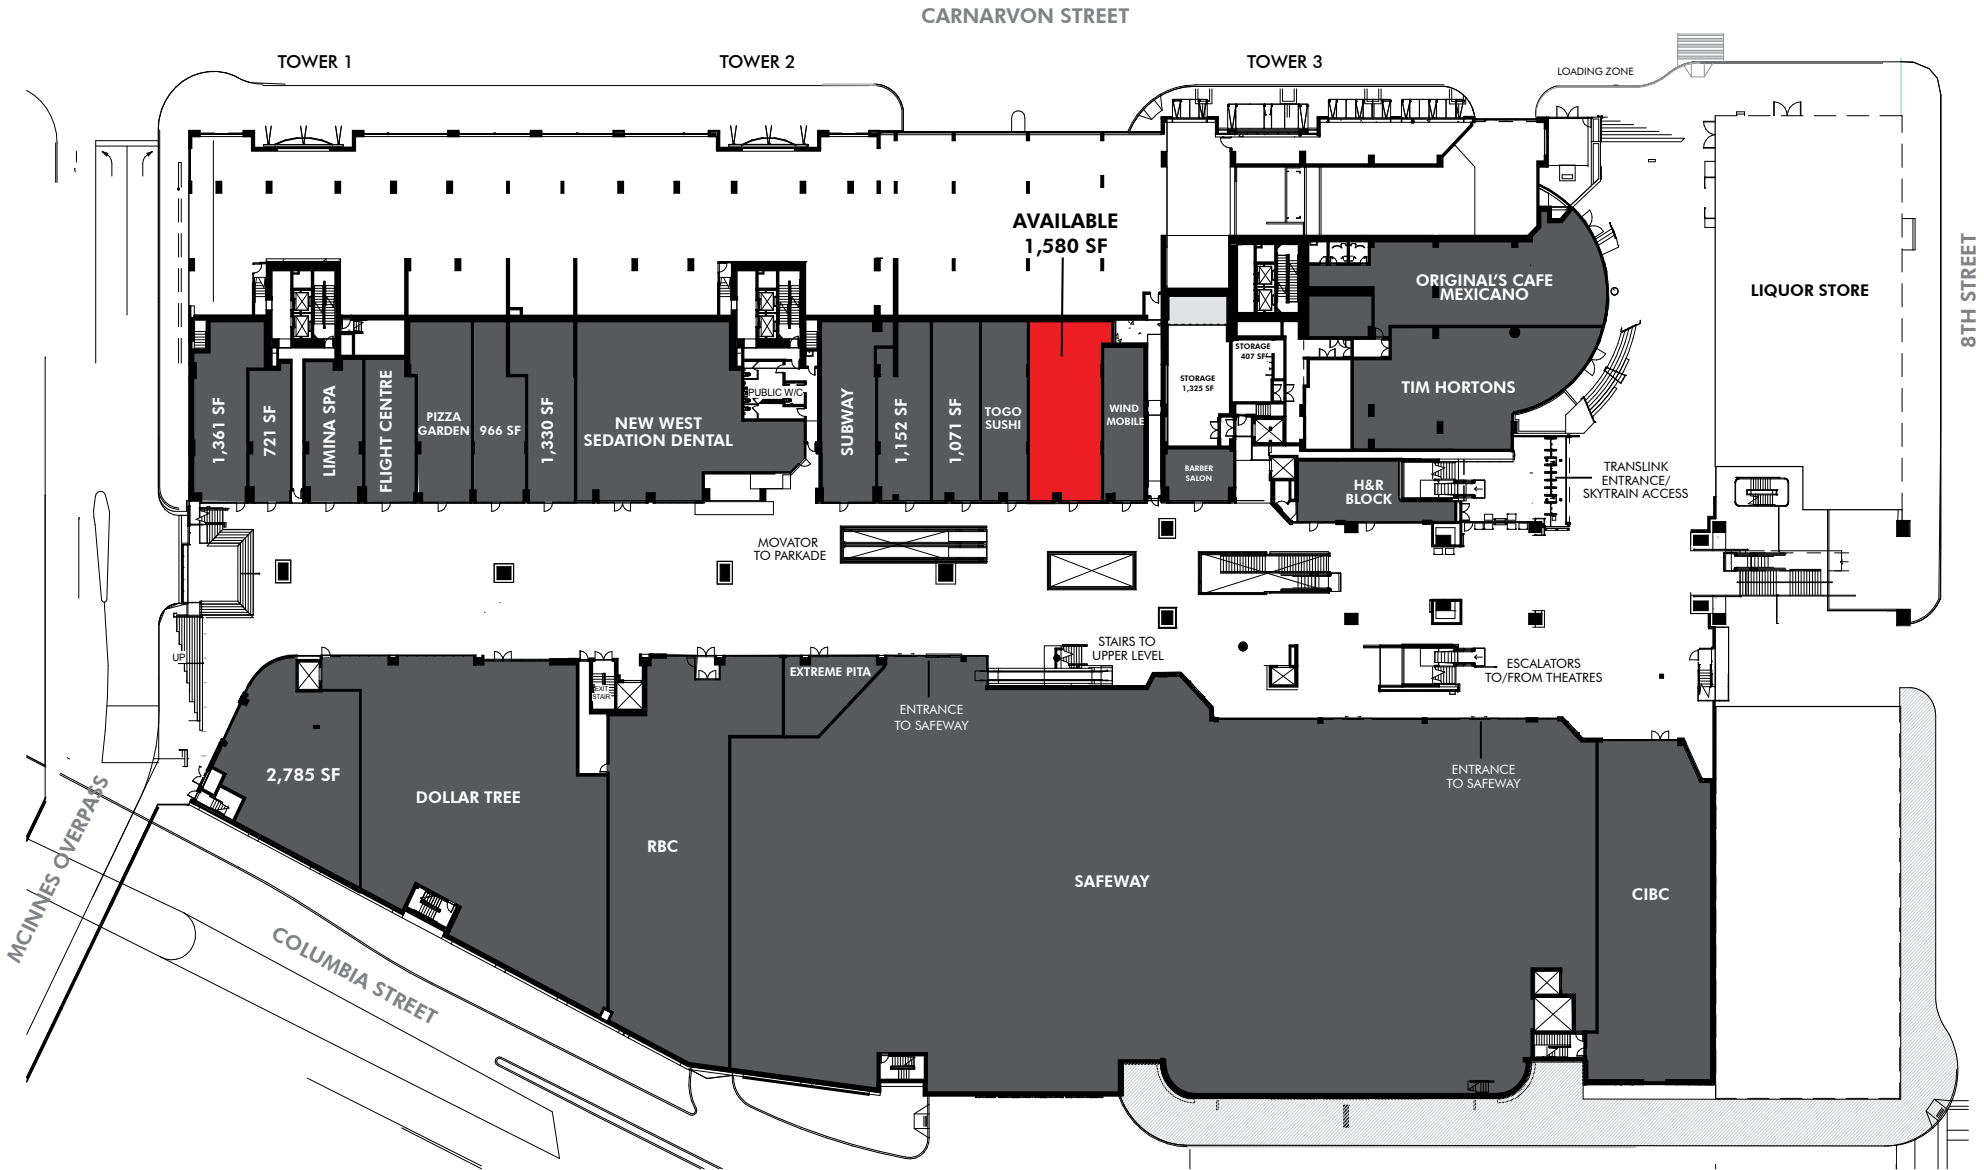 CARNARVON STREET
TOWER 1
TOWER 2
TOWER 3
LOADING ZONE
AVAILABLE
1,580 SF
8TH STREET
ORIGINAL'S CAFE
MEXICANO
LIQUOR STORE
1,361 SF
721 SF
LIMINA SPA
FLIGHT CENTRE
PIZZA
GARDEN
966 SF
1,330 SF
NEW WEST
SEDATION DENTAL
PUBLIC W/C
SUBWAY
1,152 SF
1,071 SF
TOGO
SUSHI
WIND
MOBILE
STORAGE
1,325 SF
STORAGE
407 SF
TIM HORTONS
BARBER
SALON
H&R
BLOCK
TRANSLINK
ENTRANCE/
SKYTRAIN ACCESS
MOVATOR
TO PARKADE
STAIRS TO
UPPER LEVEL
ESCALATORS
TO/FROM THEATRES
UP
EXIT
STAIR
EXTREME PITA
ENTRANCE
TO SAFEWAY
ENTRANCE
TO SAFEWAY
2,785 SF
DOLLAR TREE
RBC
SAFEWAY
CIBC
MCINNES OVERPASS
COLUMBIA STREET